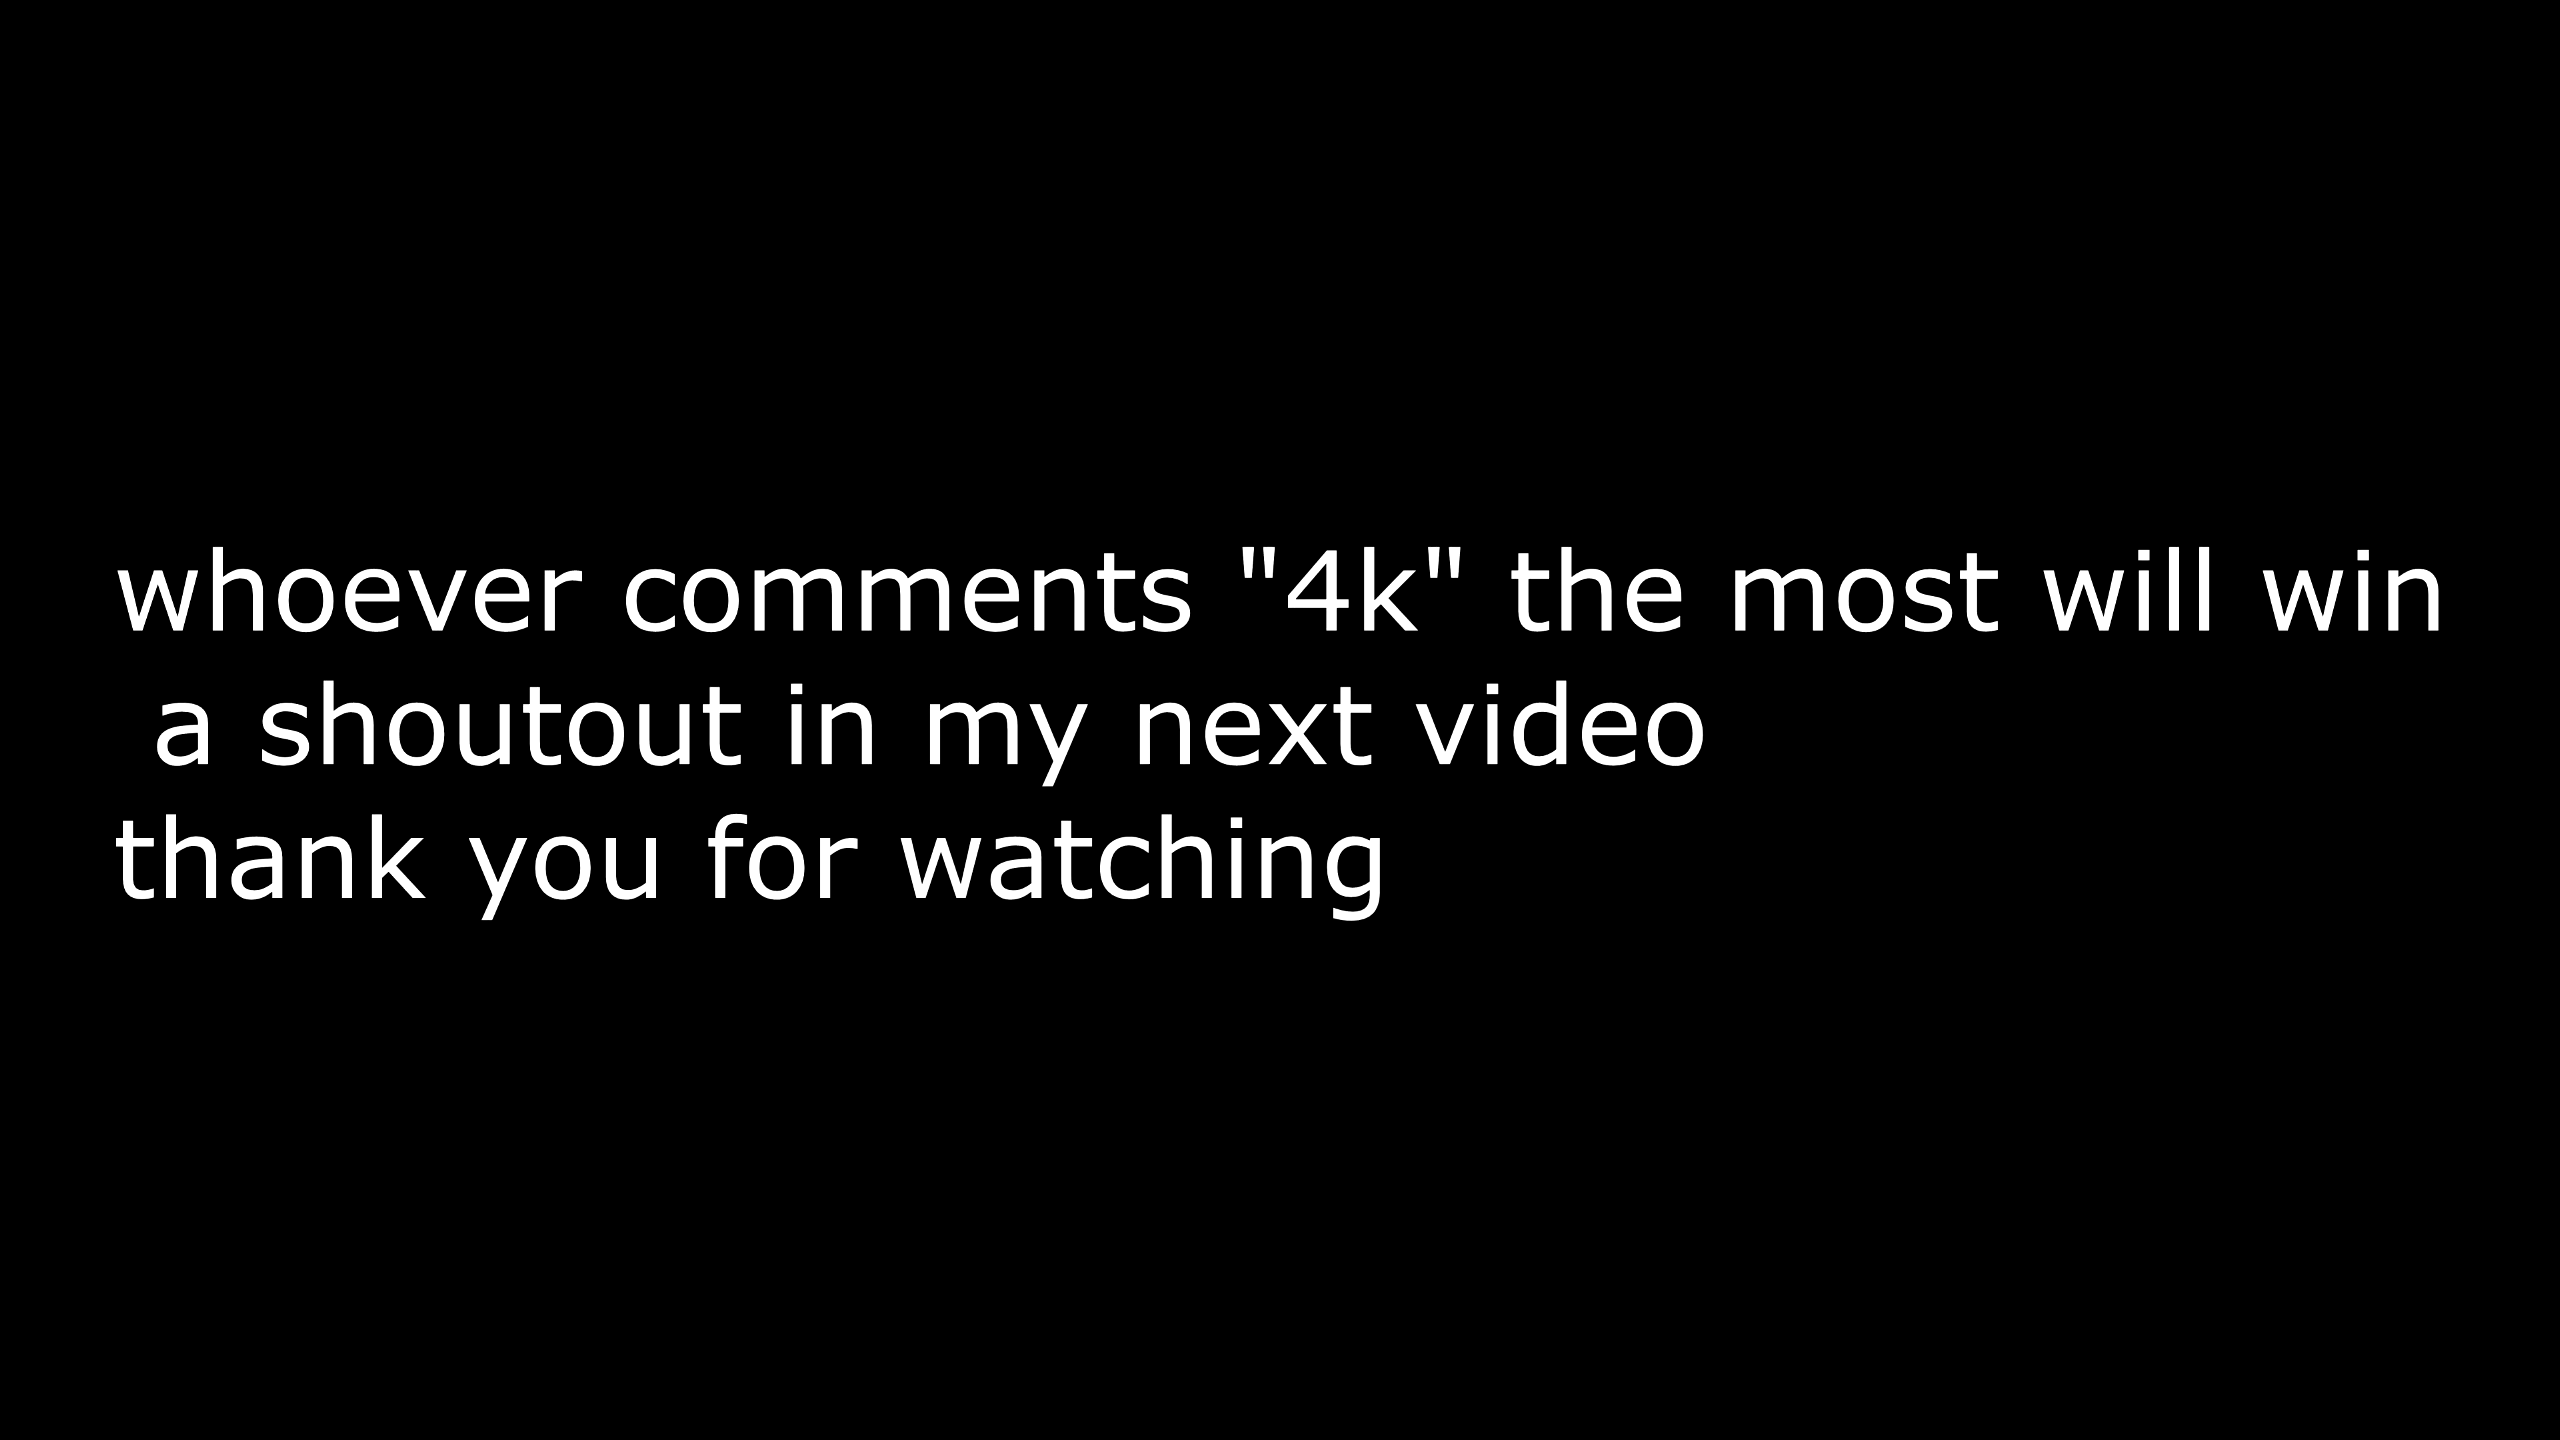 whoever comments "4k" the most will win
a shoutout in my next video
thank you for watching